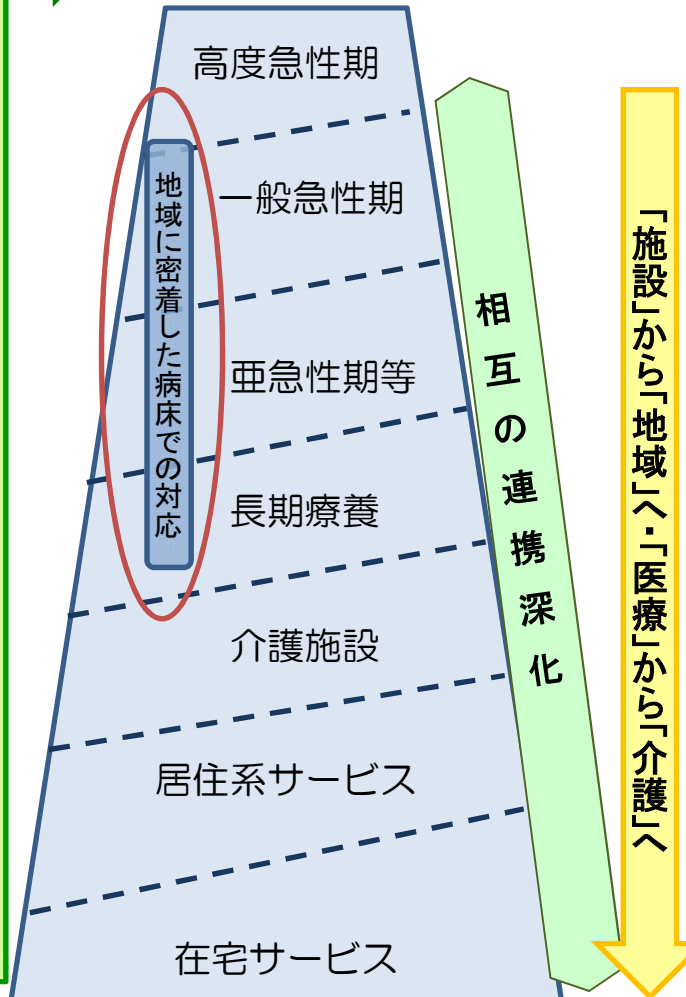 高度急性期
一般急性期
亜急性期等
長期療養
介護施設
居住系サービス
在宅サービス
地域に密着した病床での対応
相互の連携深化
「施設」から「地域」へ・「医療」から「介護」へ